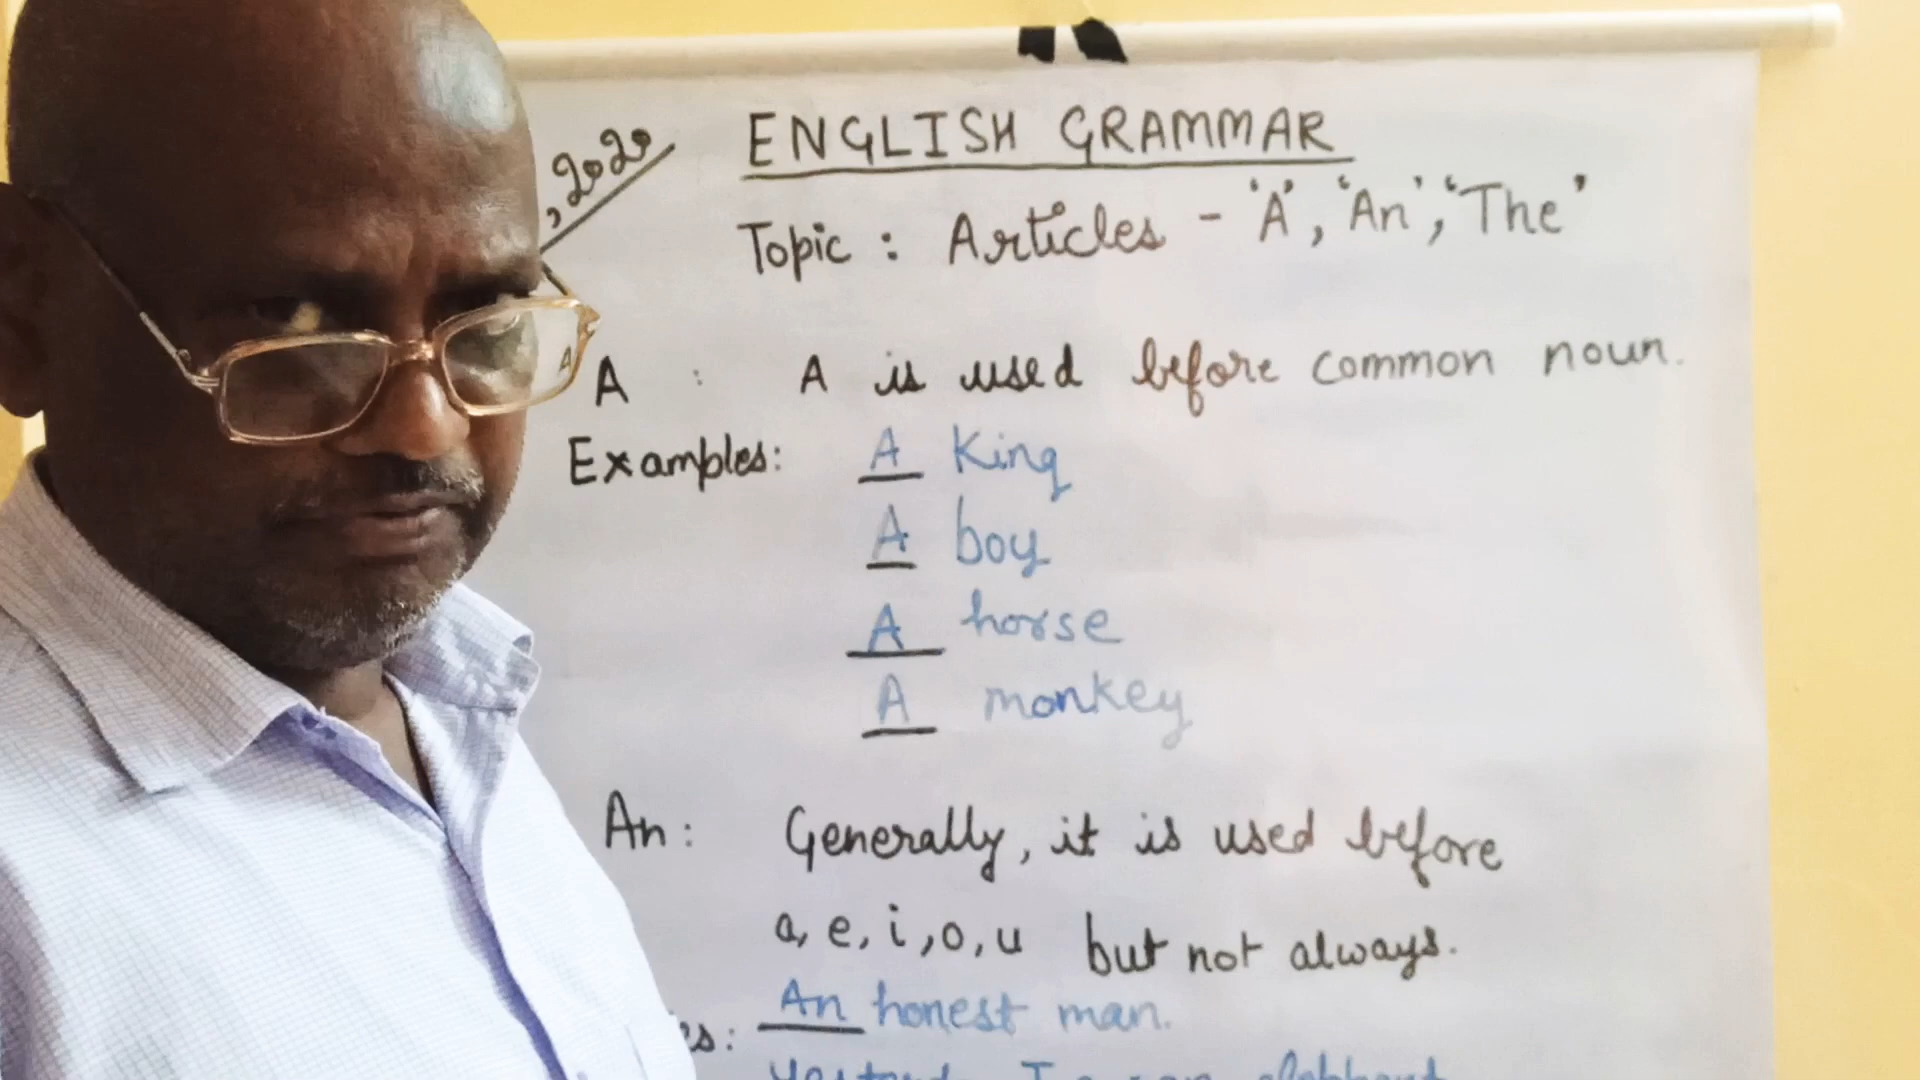 , 2020
ENGLISH GRAMMAR
Topic : Articles - 'A', 'An', 'The'
A : A is used before common noun.
Examples: A King
A boy
A horse
A monkey
An : Generally, it is used before
a, e, i, o, u but not always.
An honest man.
es: